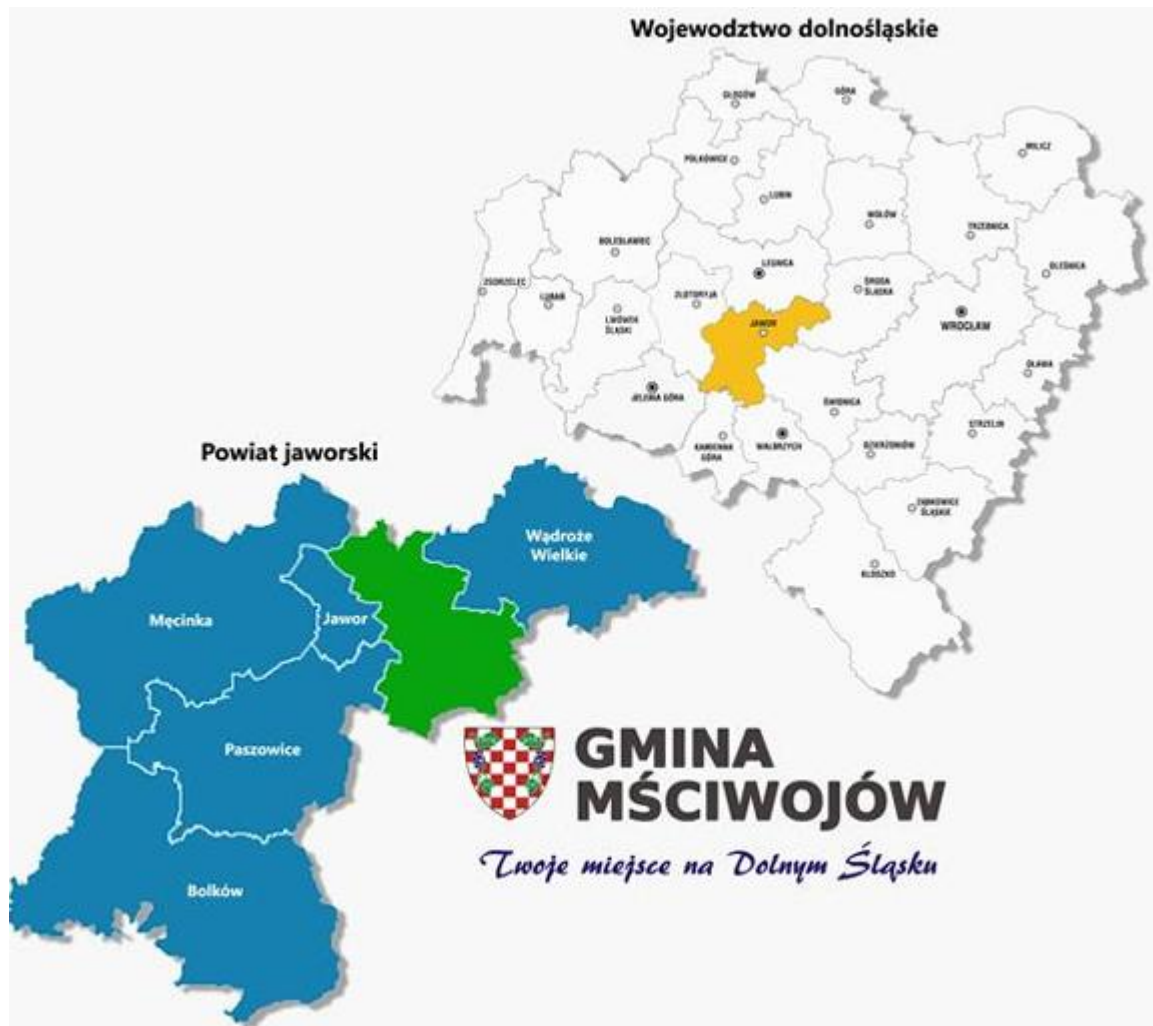 Województwo dolnośląskie
GŁOGÓW
GÓRA
MILICZ
POLKOWICE
LUBIN
WOŁÓW
TRZEBNICA
BOLESŁAWIEC
LEGNICA
OLEŚNICA
ZGORZELEC
LUBAŃ
ZŁOTORYJA
ŚRODA
ŚLĄSKA
LWÓWEK
ŚLĄSKI
JAWOR
WROCŁAW
OŁAWA
JELENIA GÓRA
ŚWIDNICA
STRZELIN
KAMIENNA
GÓRA
WAŁBRZYCH
DZIERŻONIÓW
ZĄBKOWICE
ŚLĄSKIE
KŁODZKO
Powiat jaworski
Wądroże
Wielkie
Męcinka
Jawor
Paszowice
Bolków
GMINA
MŚCIWOJÓW
Twoje miejsce na Dolnym Śląsku